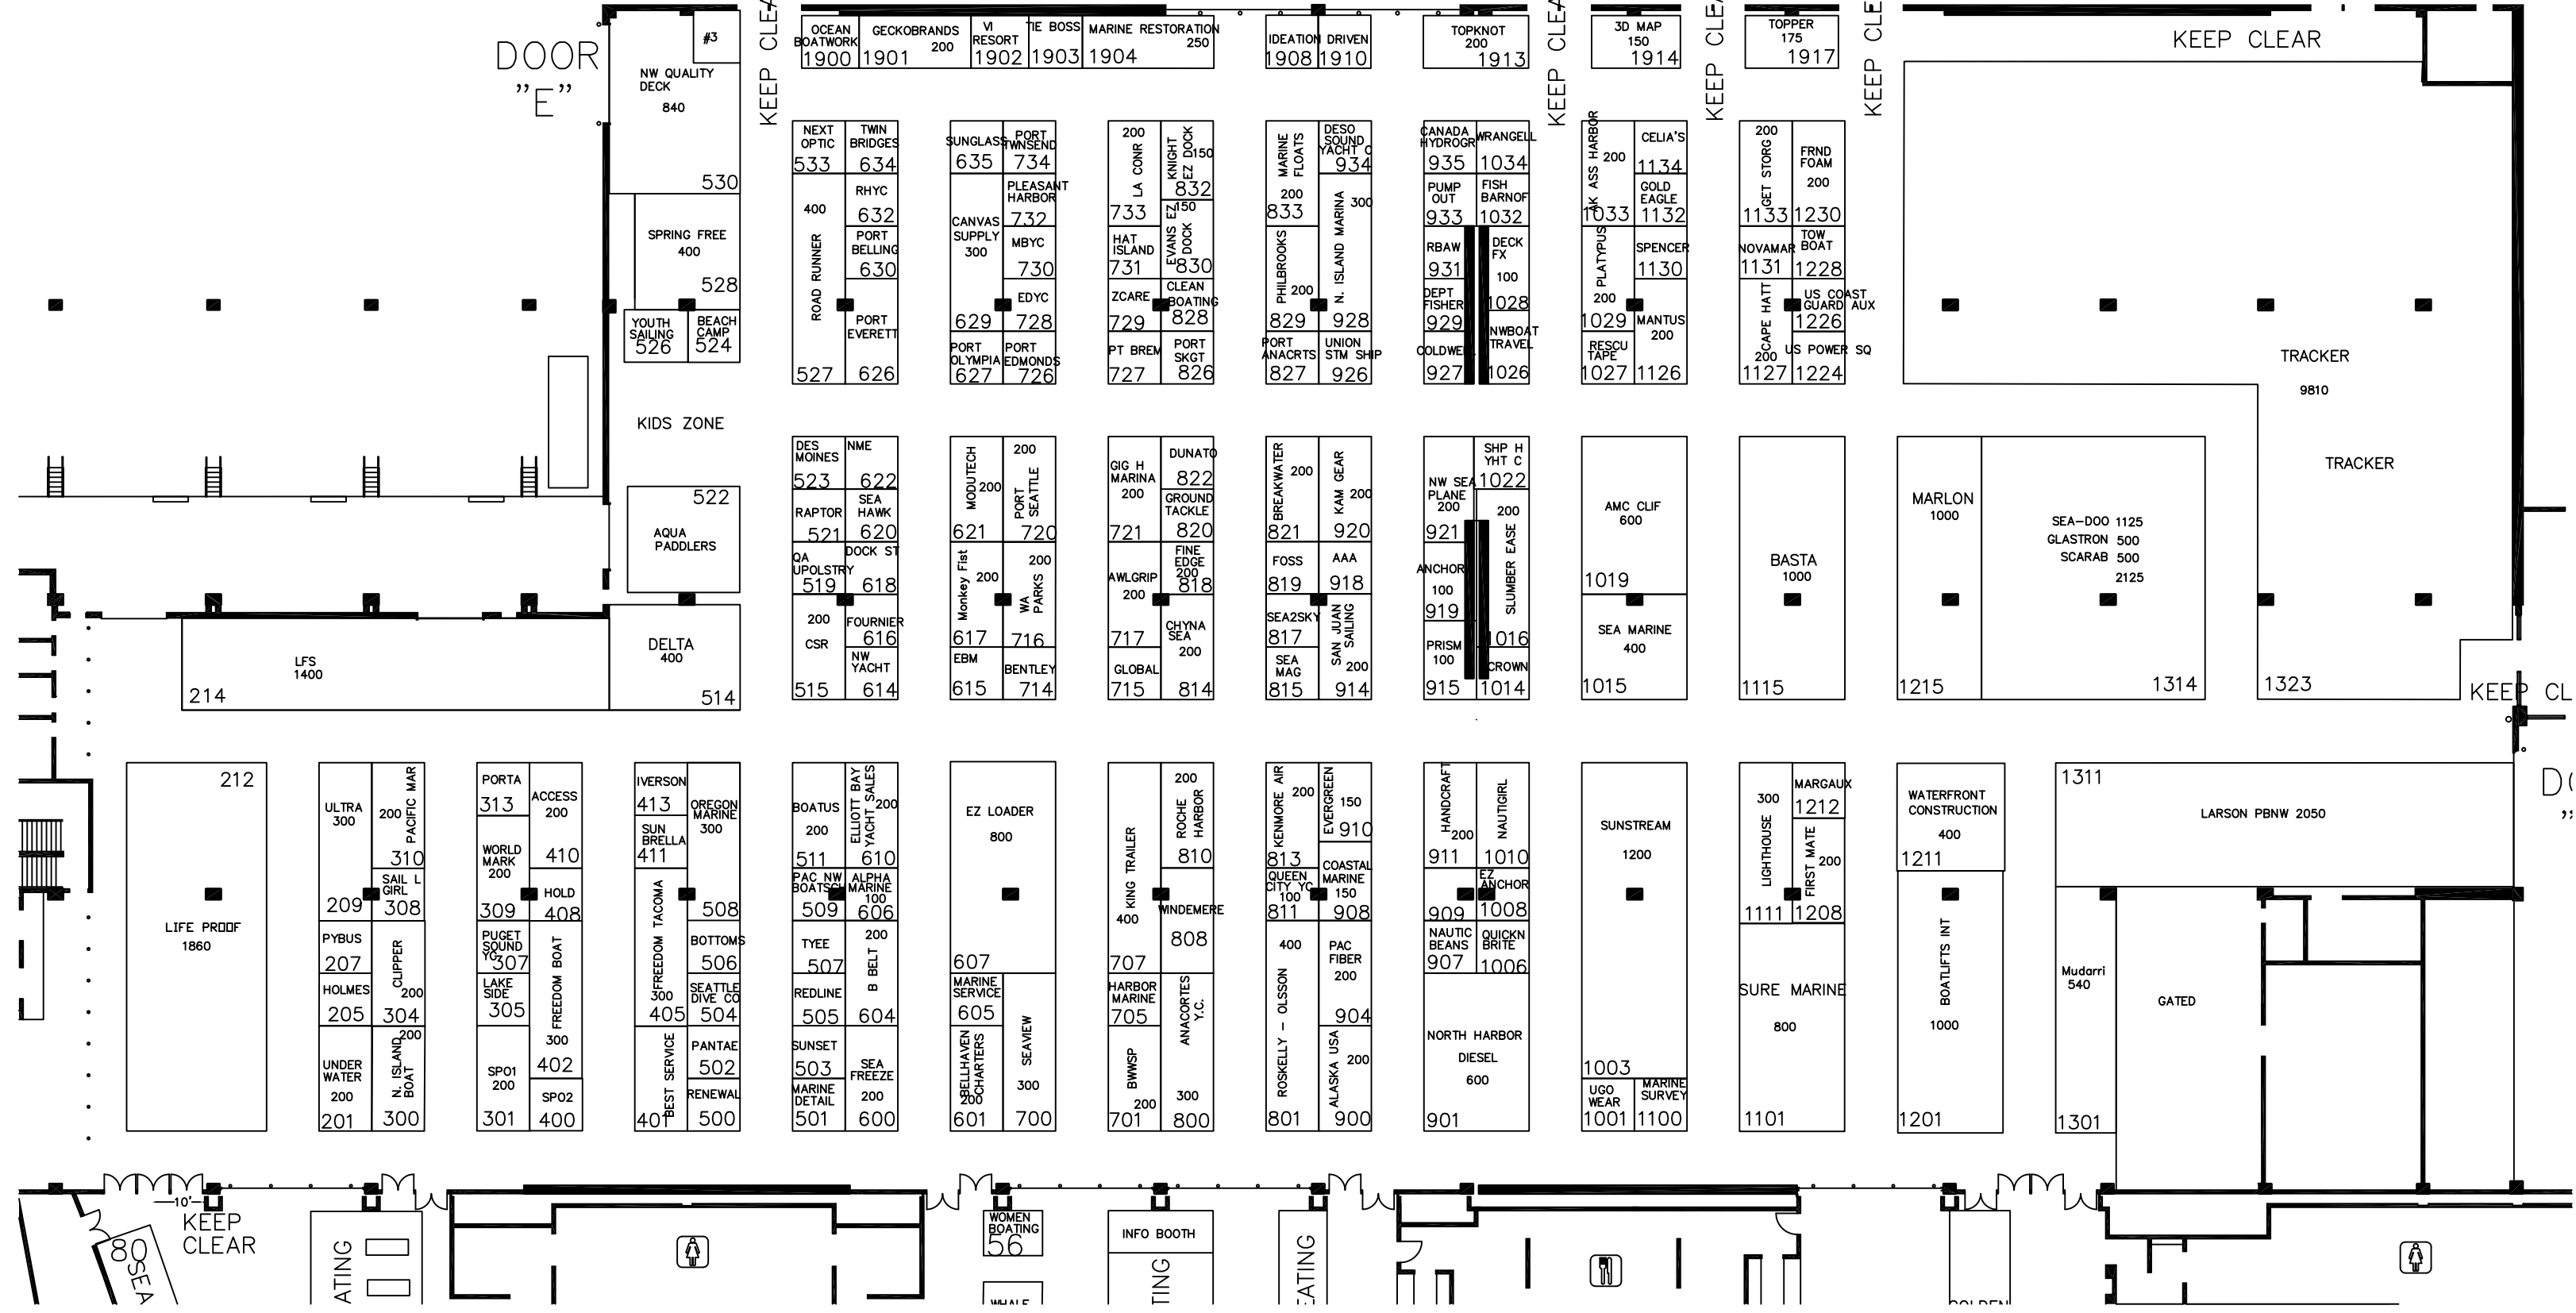 DOOR
"E"
#3
NW QUALITY
DECK
840
530
SPRING FREE
400
528
YOUTH
SAILING
526
BEACH
CAMP
524
KIDS ZONE
522
AQUA
PADDLERS
DELTA
400
514
LFS
1400
214
OCEAN
BOATWORK
1900
GECKOBRANDS
200
1901
VI
RESORT
1902
TIE BOSS
1903
MARINE RESTORATION
250
1904
IDEATION
1908
DRIVEN
1910
TOPKNOT
200
1913
3D MAP
150
1914
TOPPER
175
1917
KEEP CLEAR
NEXT
OPTIC
533
TWIN
BRIDGES
634
400
ROAD RUNNER
527
RHYC
632
PORT
BELLING
630
PORT
EVERETT
626
SUNGLASS
635
PORT
TWNSEND
734
CANVAS
SUPPLY
300
629
PLEASANT
HARBOR
732
MBYC
730
EDYC
728
PORT
OLYMPIA
627
PORT
EDMONDS
726
200
LA CONR
733
KNIGHT
EZ DOCK
150
832
HAT
ISLAND
731
EVANS EZ
DOCK
150
830
ZCARE
729
CLEAN
BOATING
828
PT BREM
727
PORT
SKGT
826
MARINE
FLOATS
200
833
DESO
SOUND
YACHT C
934
N. ISLAND MARINA
300
928
PHILBROOKS
200
829
PORT
ANACRTS
827
UNION
STM SHIP
926
CANADA
HYDROGR
935
WRANGELL
1034
PUMP
OUT
933
FISH
BARNOF
1032
RBAW
931
DECK
FX
100
1028
DEPT
FISHER
929
NWBOAT
TRAVEL
1026
COLDWEL
927
AK ASS HARBOR
200
1033
CELIA'S
1134
GOLD
EAGLE
1132
PLATYPUS
200
1029
SPENCER
1130
MANTUS
200
1126
RESCU
TAPE
1027
200
GET STORG
1133
FRND
FOAM
200
1230
NOVAMAR
1131
TOW
BOAT
1228
CAPE HATT
200
1127
US COAST
GUARD AUX
1226
US POWER SQ
1224
TRACKER
9810
TRACKER
1323
DES
MOINES
523
NME
622
RAPTOR
521
SEA
HAWK
620
QA
UPOLSTRY
519
DOCK ST
618
200
CSR
515
FOURNIER
616
NW
YACHT
614
MODUTECH
200
621
200
PORT
SEATTLE
720
Monkey Fist
200
617
200
WA
PARKS
716
EBM
615
BENTLEY
714
GIG H
MARINA
200
721
DUNATO
822
GROUND
TACKLE
820
AWLGRIP
200
717
FINE
EDGE
200
818
CHYNA
SEA
200
814
GLOBAL
715
BREAKWATER
200
821
KAM GEAR
200
920
FOSS
819
AAA
918
SEA2SKY
817
SAN JUAN
SAILING
200
914
SEA
MAG
815
NW SEA
PLANE
200
921
SHP H
YHT C
1022
200
SLUMBER EASE
1016
ANCHOR
100
919
PRISM
100
915
CROWN
1014
AMC CLIF
600
1019
SEA MARINE
400
1015
BASTA
1000
1115
MARLON
1000
1215
SEA-DOO 1125
GLASTRON 500
SCARAB 500
2125
1314
212
LIFE PROOF
1860
ULTRA
300
209
PACIFIC MAR
200
310
SAIL L
GIRL
308
PYBUS
207
CLIPPER
200
304
HOLMES
205
UNDER
WATER
200
201
N. ISLAND
BOAT
200
300
PORTA
313
ACCESS
200
410
WORLD
MARK
200
309
HOLD
408
PUGET
SOUND
YC
307
FREEDOM BOAT
300
402
LAKE
SIDE
305
SPO1
200
301
SPO2
400
IVERSON
413
OREGON
MARINE
300
508
SUN
BRELLA
411
FREEDOM TACOMA
300
405
BOTTOMS
506
SEATTLE
DIVE CO
504
BEST SERVICE
401
PANTAE
502
RENEWAL
500
BOATUS
200
511
ELLIOTT BAY
YACHT SALES
200
610
PAC NW
509
ALPHA
MARINE
100
606
TYEE
507
200
B BELT
604
REDLINE
505
SUNSET
503
SEA
FREEZE
200
600
MARINE
DETAIL
501
EZ LOADER
800
607
MARINE
SERVICE
605
SEAVIEW
300
700
BELLHAVEN
CHARTERS
200
601
KING TRAILER
400
707
200
ROCHE
HARBOR
810
WINDEMERE
808
HARBOR
MARINE
705
ANACORTES
Y.C.
300
800
BWWSP
200
701
KENMORE AIR
200
813
EVERGREEN
150
910
QUEEN
CITY YC
100
811
COASTAL
MARINE
150
908
400
ROSKELLY - OLSSON
801
PAC
FIBER
200
904
ALASKA USA
200
900
HANDCRAFT
200
911
NAUTIGIRL
1010
909
EZ
ANCHOR
1008
NAUTIC
BEANS
907
QUICKN
BRITE
1006
NORTH HARBOR
DIESEL
600
901
SUNSTREAM
1200
1003
UGO
WEAR
1001
MARINE
SURVEY
1100
300
LIGHTHOUSE
1111
MARGAUX
1212
FIRST MATE
200
1208
SURE MARINE
800
1101
WATERFRONT
CONSTRUCTION
400
1211
BOATLIFTS INT
1000
1201
1311
LARSON PBNW 2050
Mudarri
540
1301
GATED
KEEP CL
10'
KEEP
CLEAR
80
SEA
ATING
WOMEN
BOATING
56
INFO BOOTH
TING
EATING
KEEP CLE
KEEP CLEA
KEEP CLEA
KEEP CLE